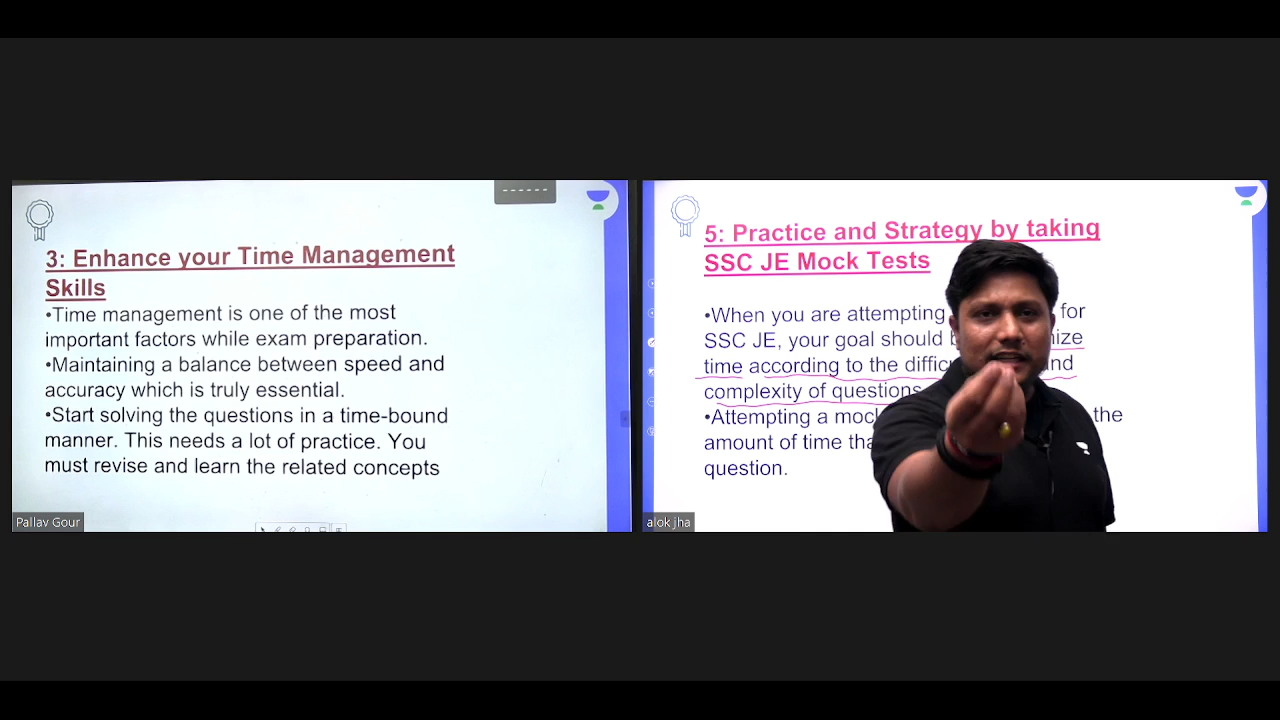 3: Enhance your Time Management
Skills
•Time management is one of the most
important factors while exam preparation.
•Maintaining a balance between speed and
accuracy which is truly essential.
•Start solving the questions in a time-bound
manner. This needs a lot of practice. You
must revise and learn the related concepts
Pallav Gour
5: Practice and Strategy by taking
SSC JE Mock Tests
•When you are attempting for
SSC JE, your goal should
time according to the and
complexity of questions
•Attempting a mock the
amount of time
question.
alok jha